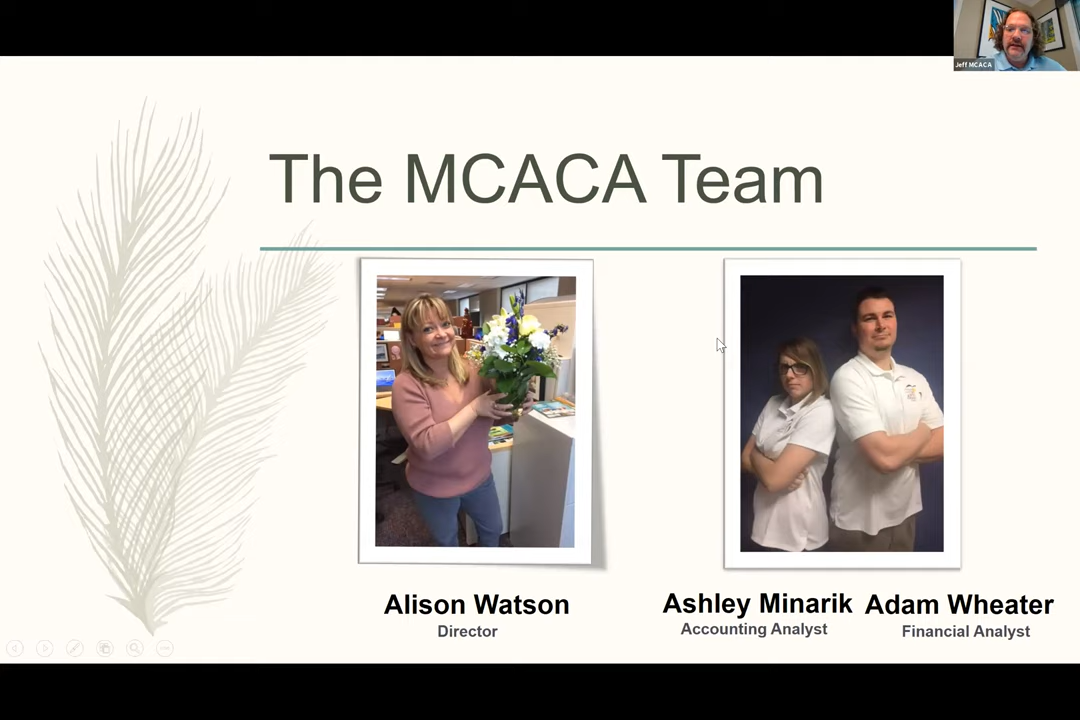 Jeff MCACA
The MCACA Team
Alison Watson
Director
Ashley Minarik
Accounting Analyst
Adam Wheater
Financial Analyst